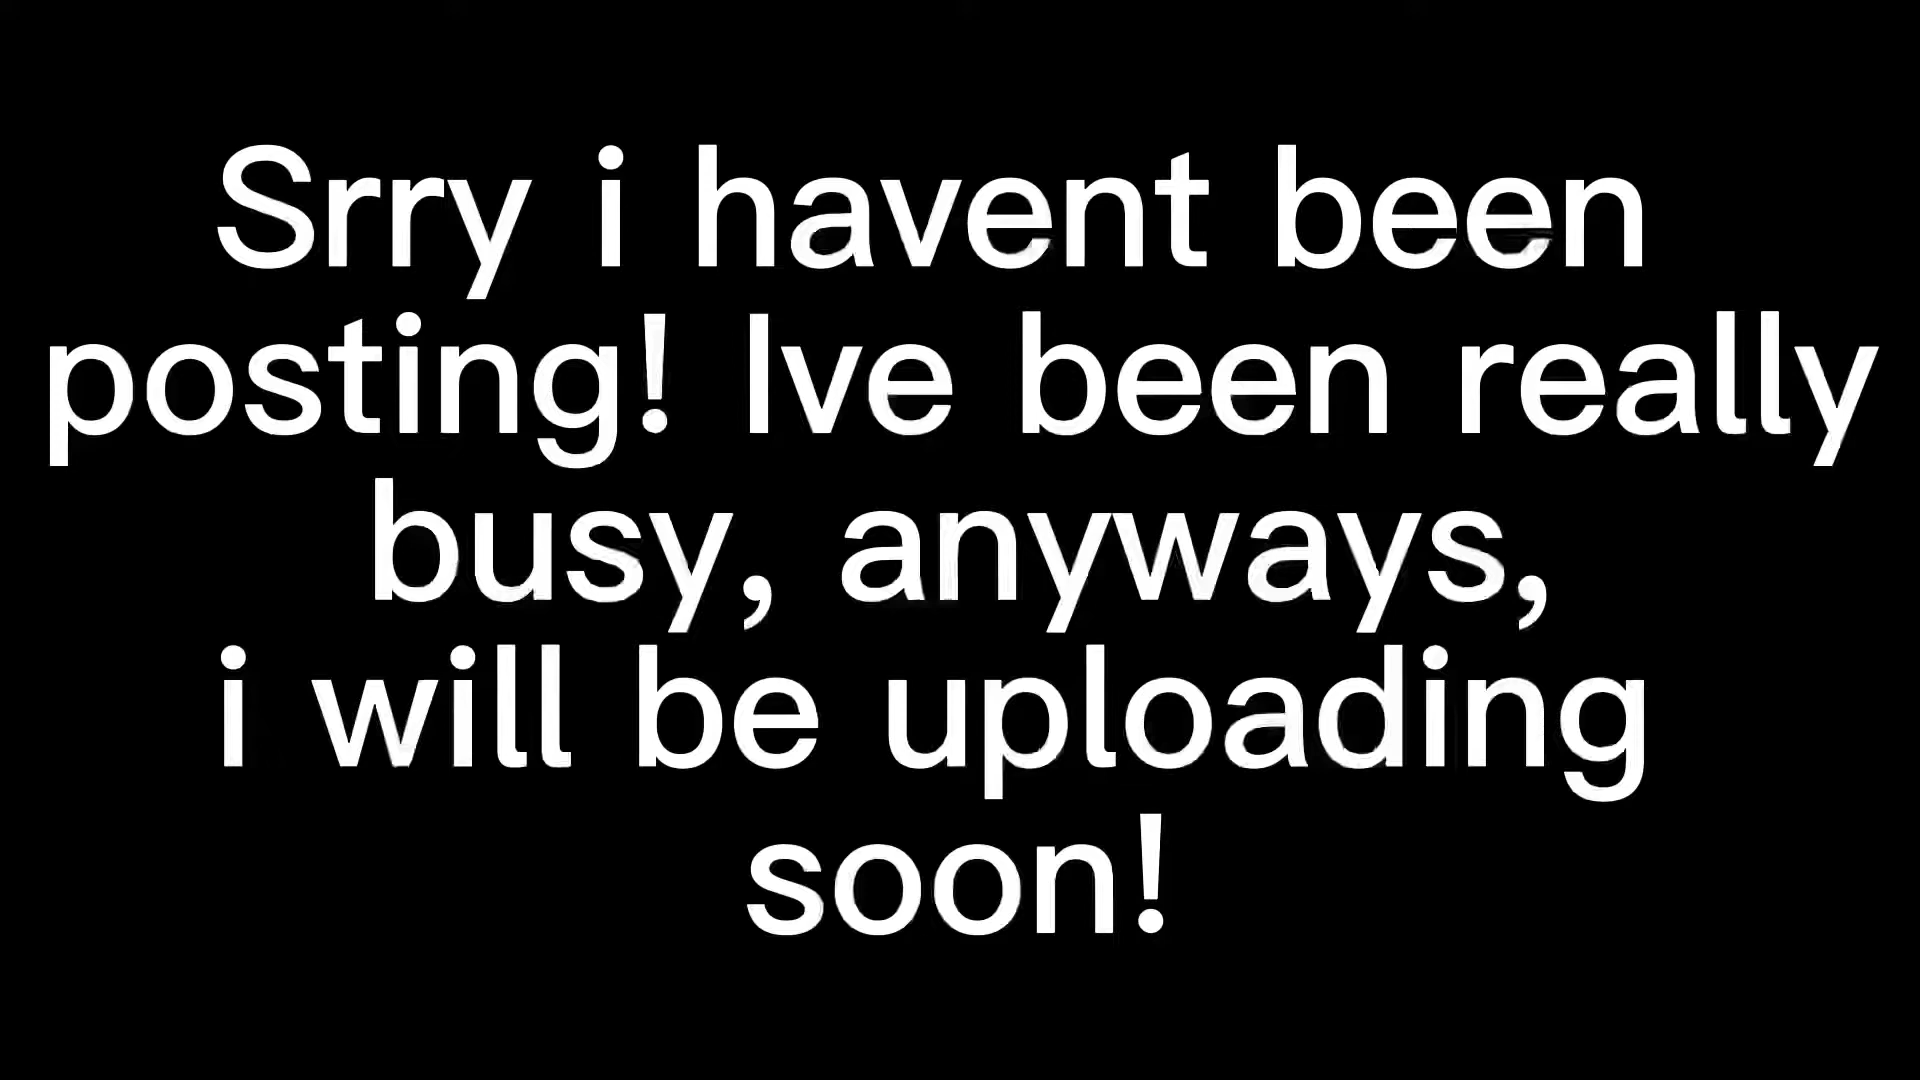 Srry i havent been
posting! Ive been really
busy, anyways,
i will be uploading
soon!